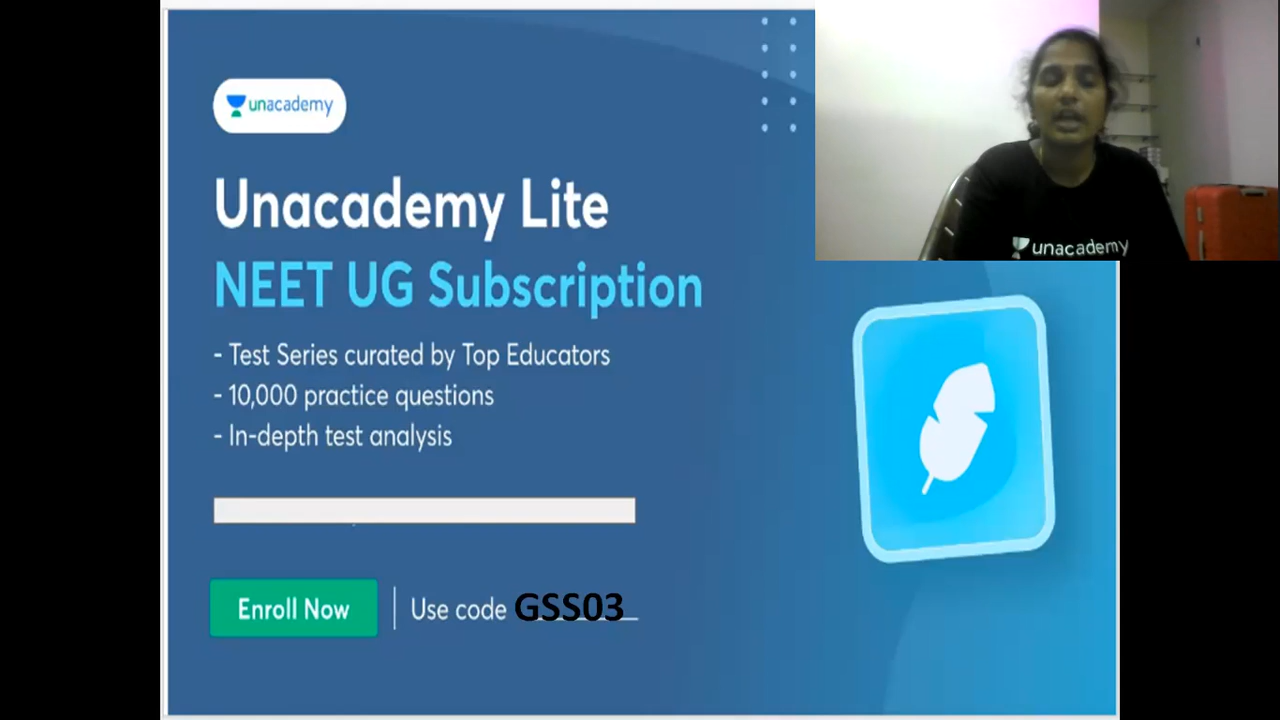 unacademy
Unacademy Lite
NEET UG Subscription
- Test Series curated by Top Educators
- 10,000 practice questions
- In-depth test analysis
Enroll Now
Use code GSS03
unacademy